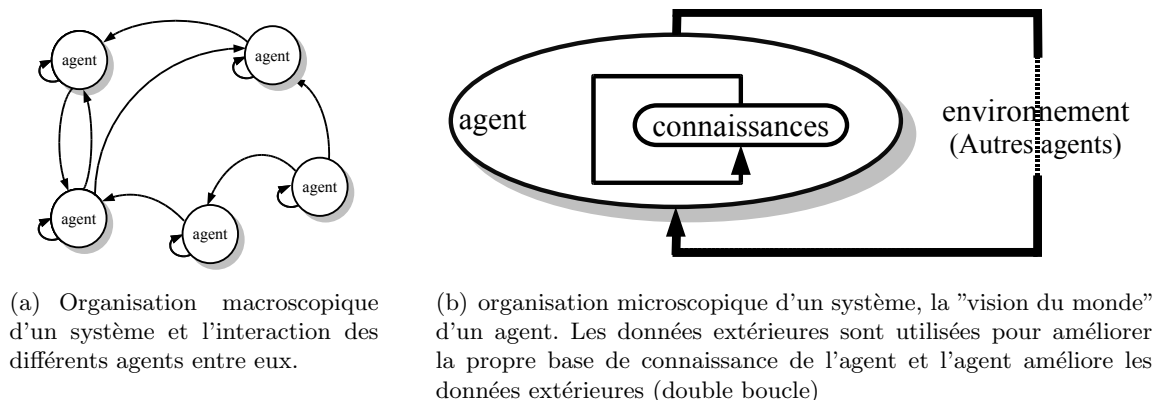 agent
agent
agent
agent
agent
(a) Organisation macroscopique
d'un système et l'interaction des
différents agents entre eux.
agent
connaissances
environnement
(Autres agents)
(b) organisation microscopique d'un système, la ”vision du monde”
d'un agent. Les données extérieures sont utilisées pour améliorer
la propre base de connaissance de l'agent et l'agent améliore les
données extérieures (double boucle)